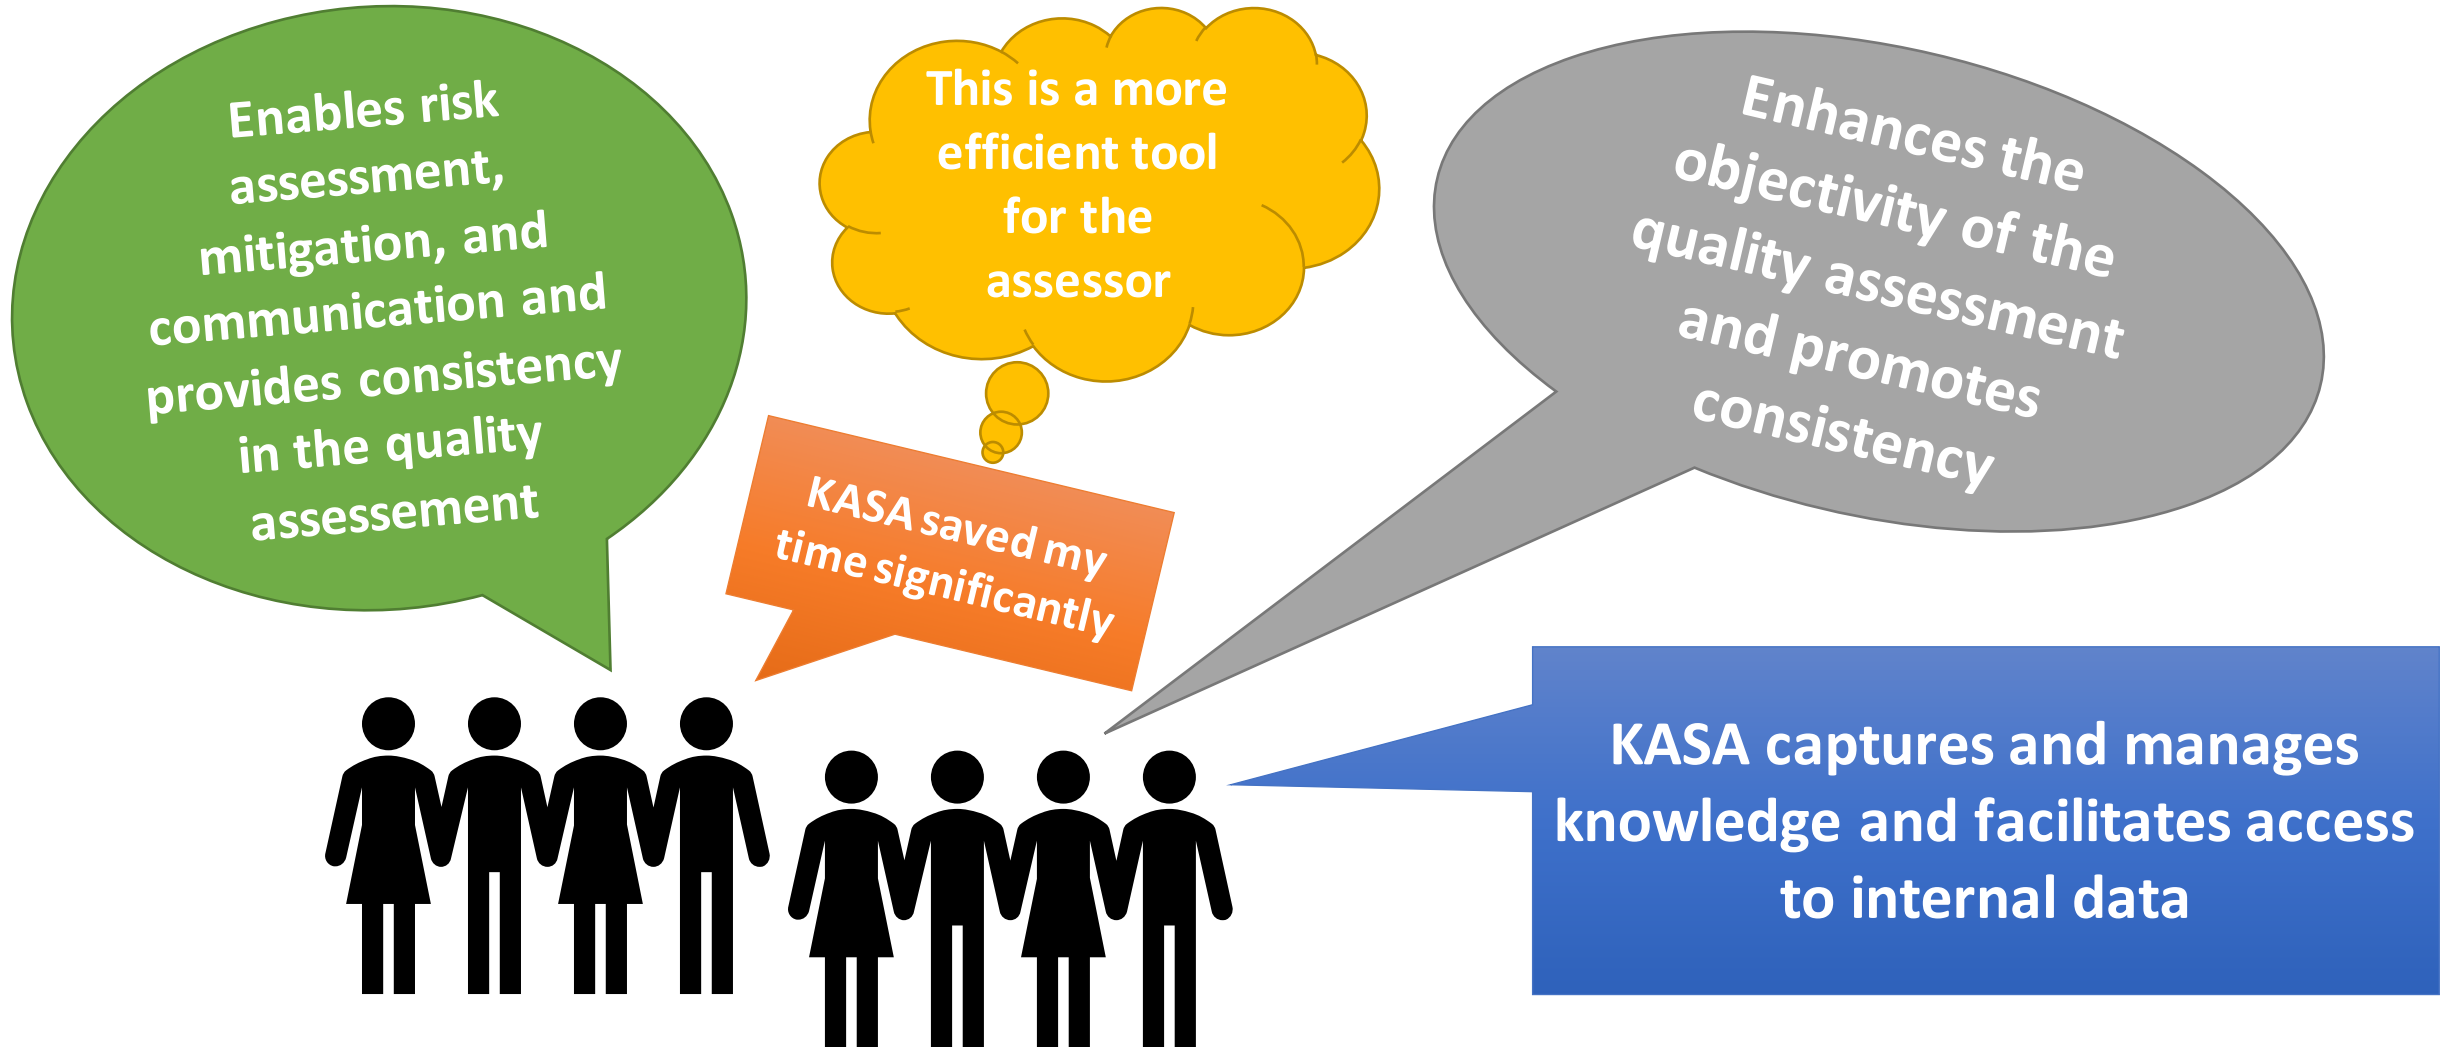 Enables risk
assessment,
mitigation, and
communication and
provides consistency
in the quality
assessement
This is a more
efficient tool
for the
assessor
KASA saved my
time significantly
Enhances the
objectivity of the
quality assessment
and promotes
consistency
KASA captures and manages
knowledge and facilitates access
to internal data